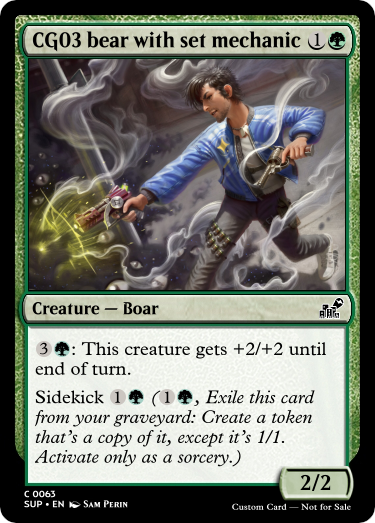 CG03 bear with set mechanic 1
Creature — Boar
3 : This creature gets +2/+2 until
end of turn.
Sidekick 1 (1 , Exile this card
from your graveyard: Create a token
that's a copy of it, except it's 1/1.
Activate only as a sorcery.)
2/2
C 0063
SUP • EN Sam Perin
Custom Card — Not for Sale